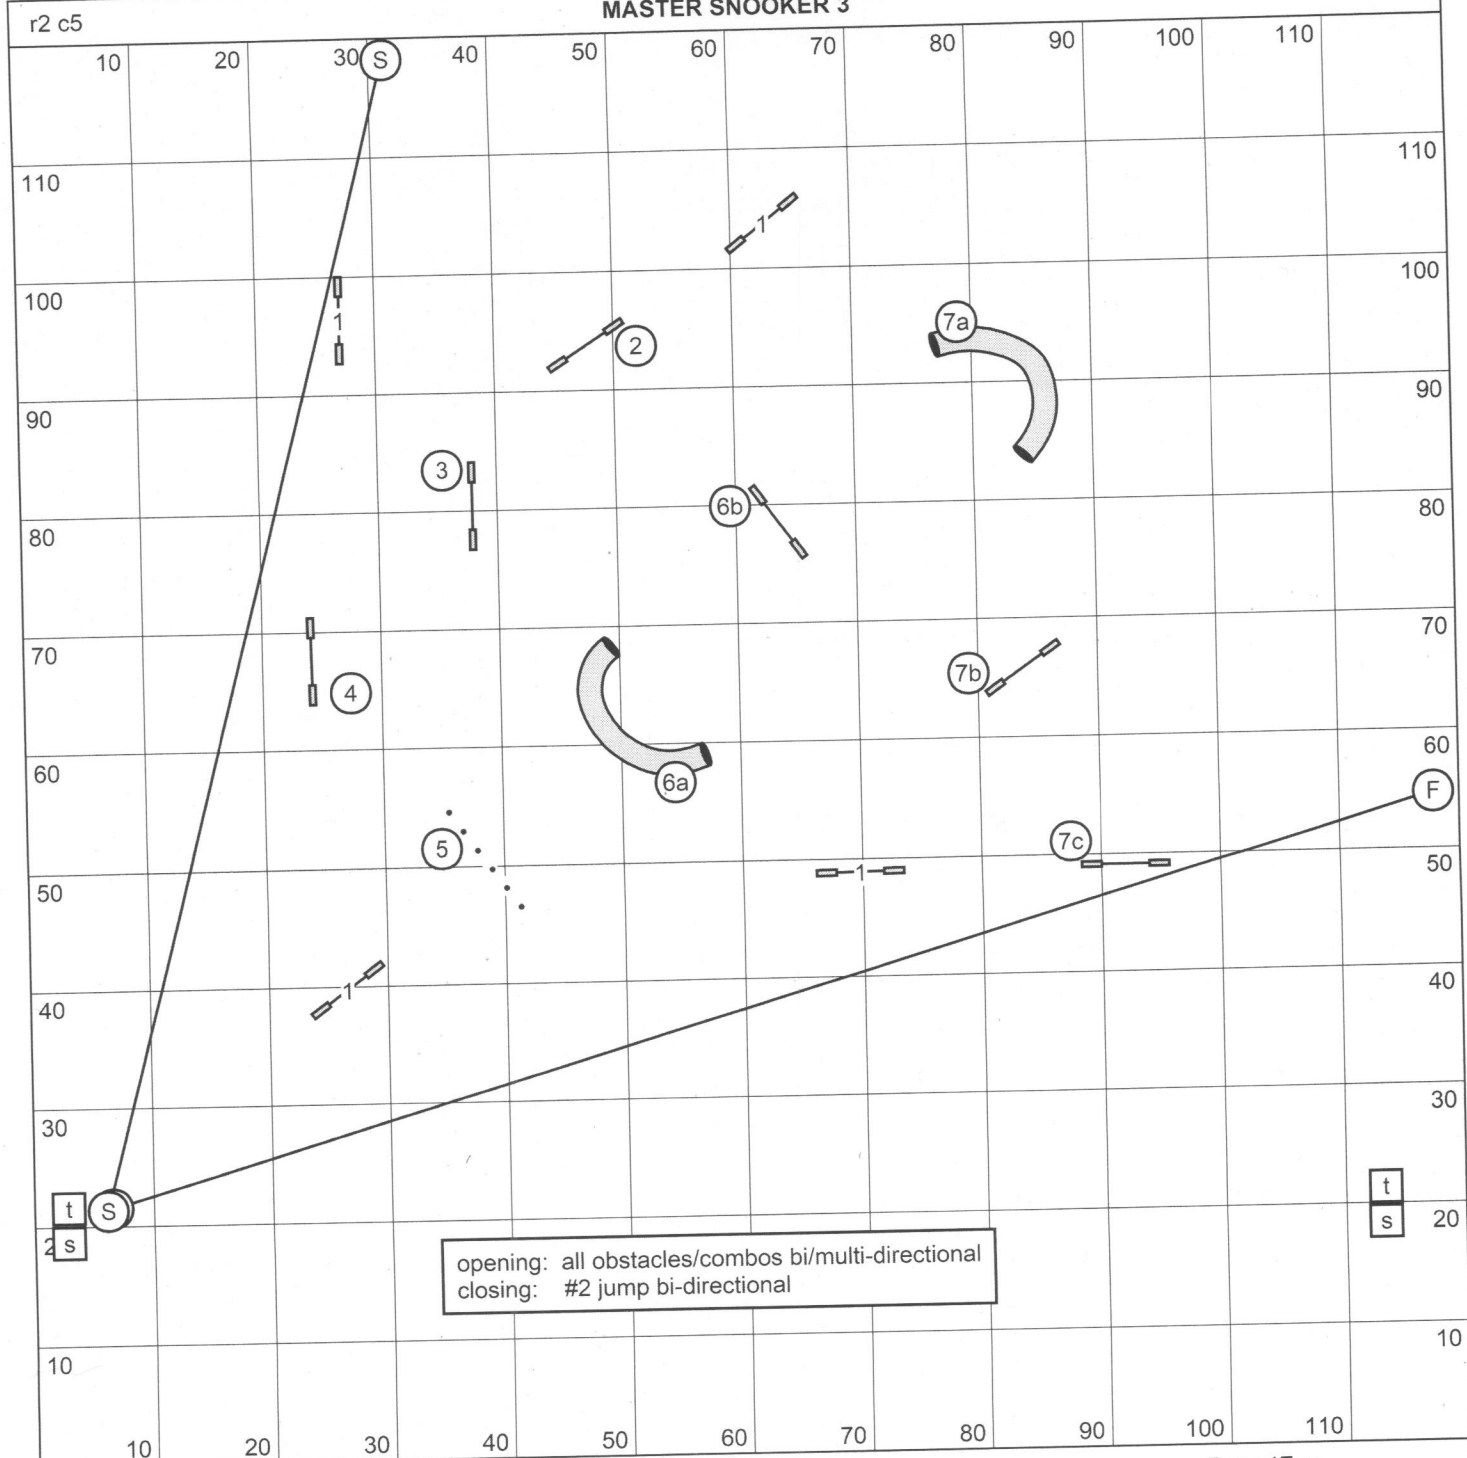 MASTER SNOOKER 3
r2 c5
10 20 30 S 40 50 60 70 80 90 100 110
110 110
1
100 100
1
7a
2
90 90
3
6b
80 80
70 70
7b
4
60 60
6a
F
7c
5
50 50
1
40 40
1
30 30
t S t
s 20
s
opening: all obstacles/combos bi/multi-directional
closing: #2 jump bi-directional
10 10
10 20 30 40 50 60 70 80 90 100 110